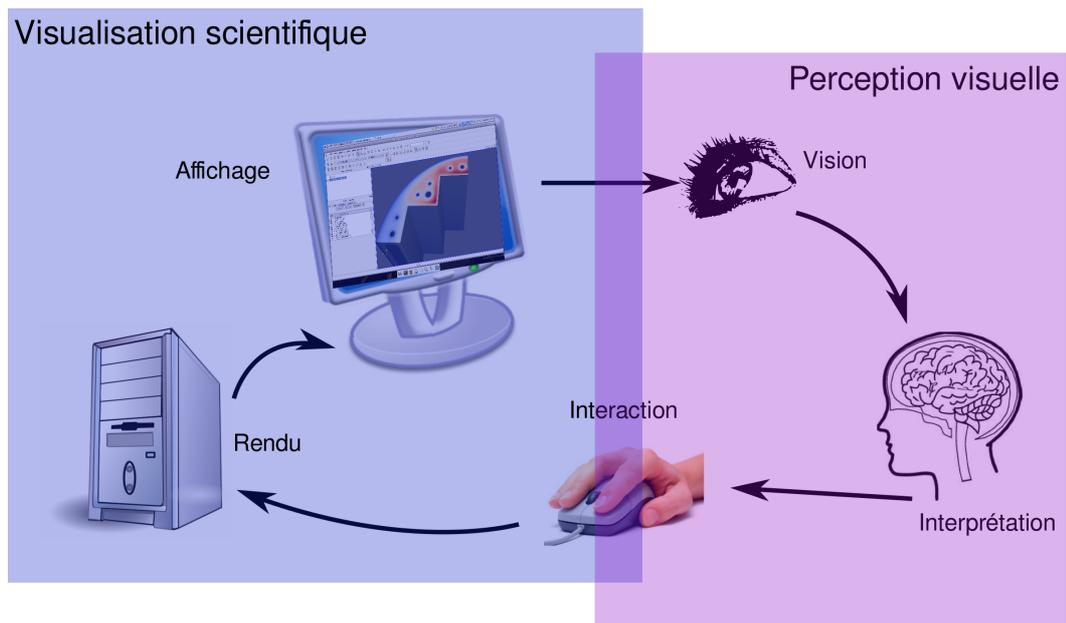 Visualisation scientifique
Perception visuelle
Affichage
Vision
Interaction
Rendu
Interprétation